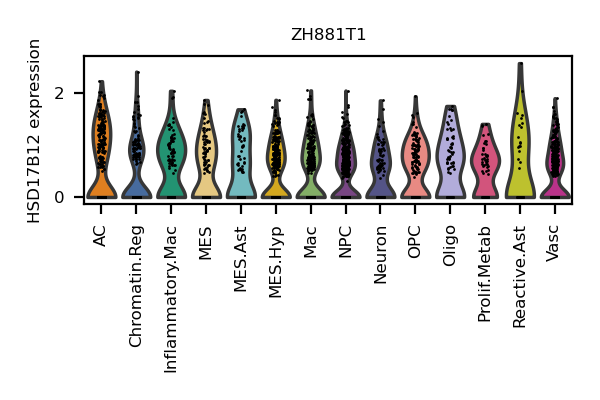 ZH881T1
HSD17B12 expression
2
0
AC
Chromatin.Reg
Inflammatory.Mac
MES
MES.Ast
MES.Hyp
Mac
NPC
Neuron
OPC
Oligo
Prolif.Metab
Reactive.Ast
Vasc